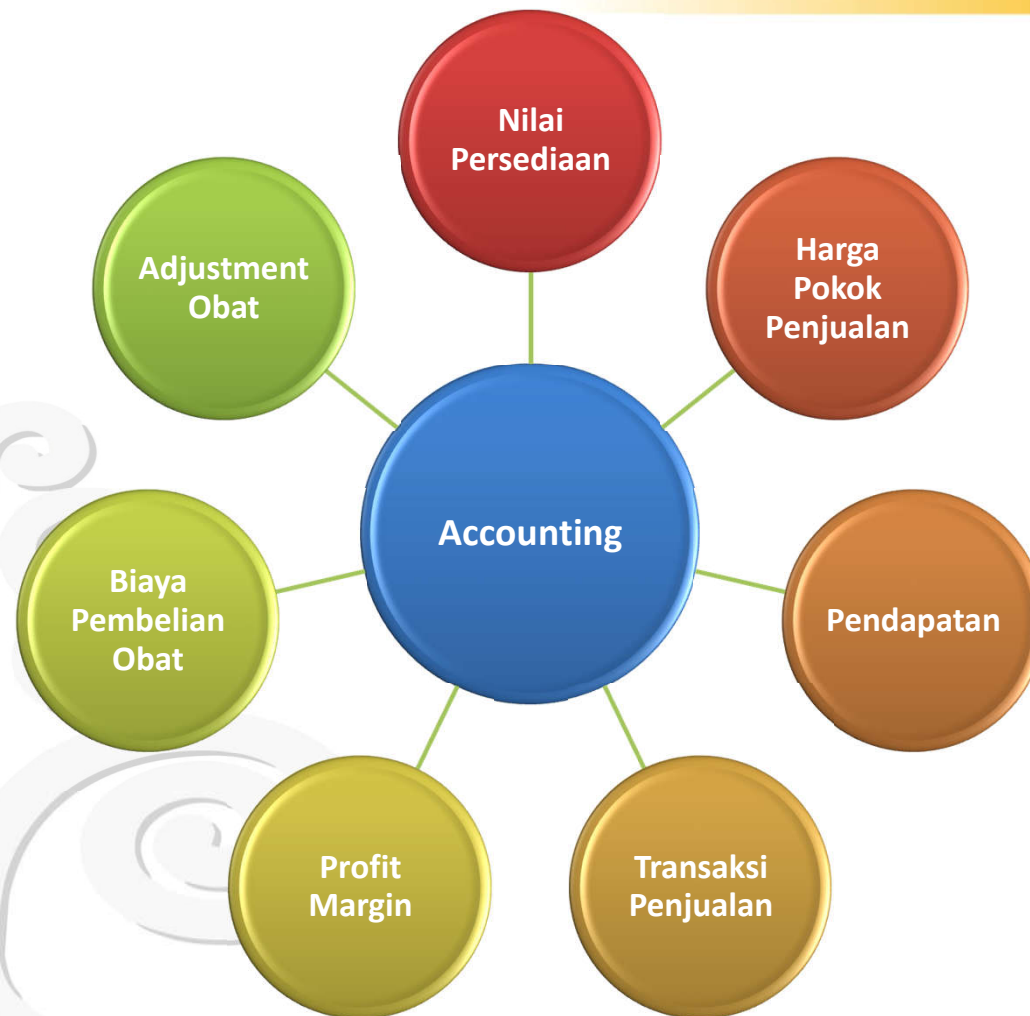 Nilai
Persediaan
Harga
Pokok
Penjualan
Pendapatan
Transaksi
Penjualan
Profit
Margin
Biaya
Pembelian
Obat
Adjustment
Obat
Accounting